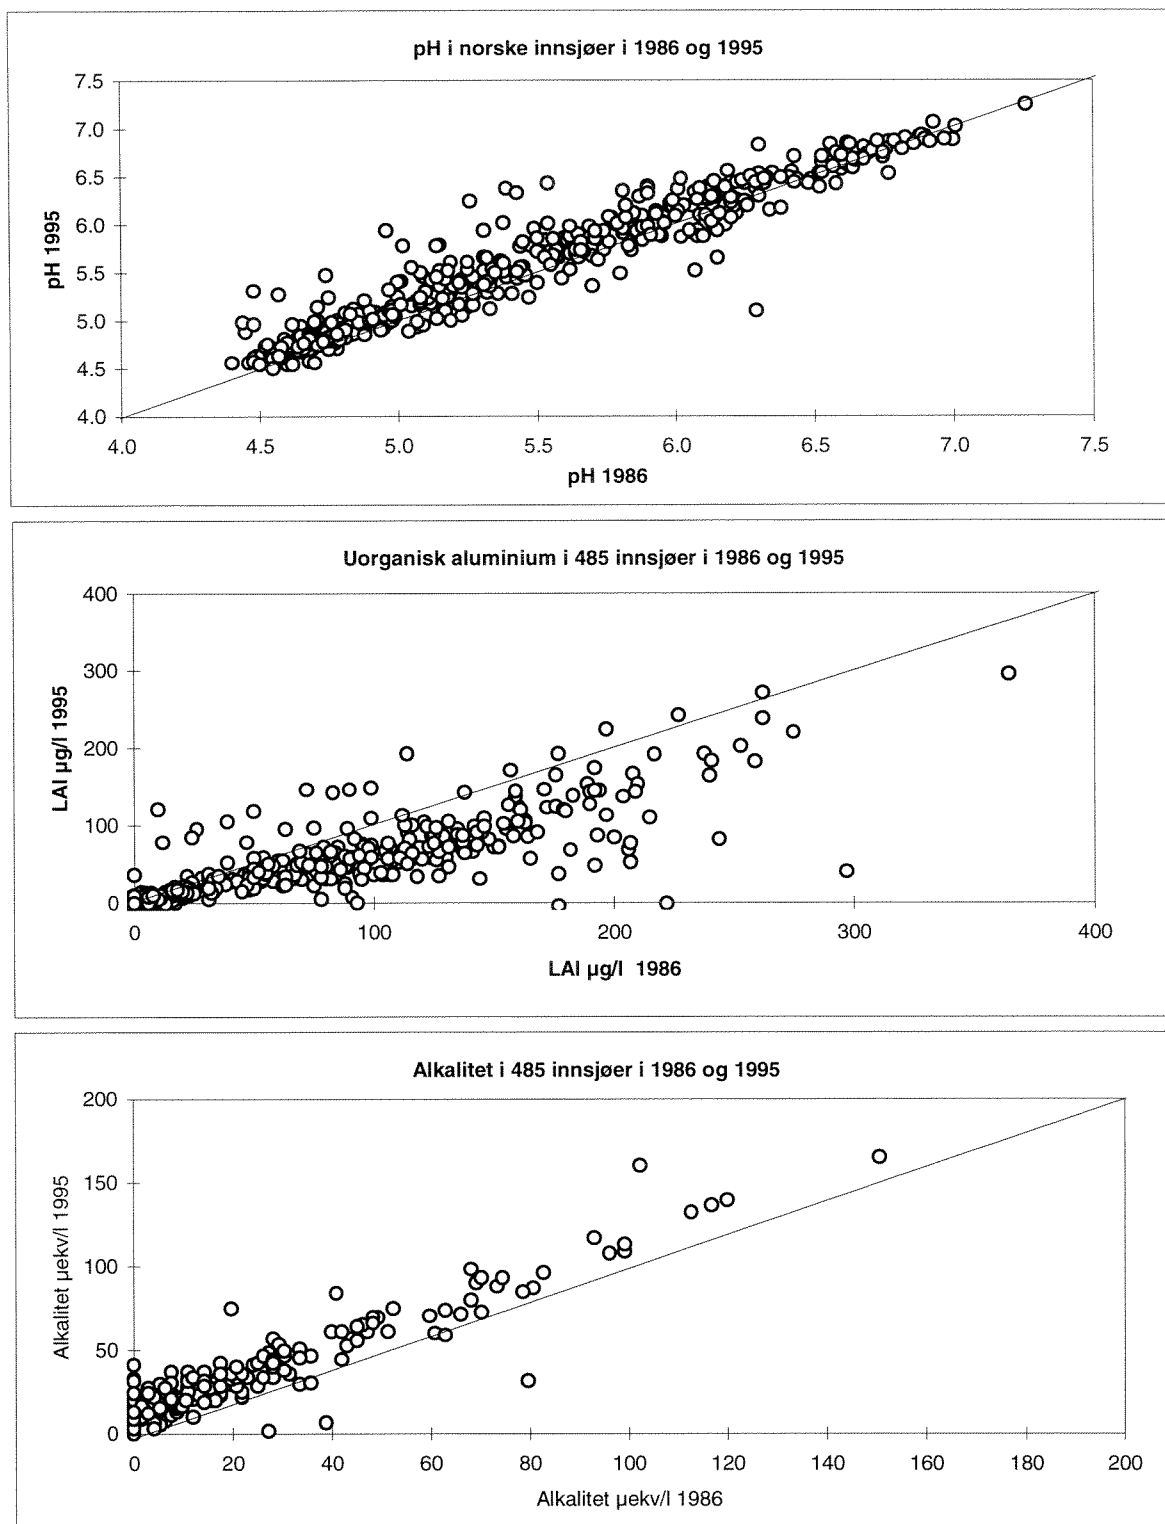 pH i norske innsjøer i 1986 og 1995
7.5
7.0
6.5
6.0
5.5
5.0
4.5
4.0
pH 1995
4.0 4.5 5.0 5.5 6.0 6.5 7.0 7.5
pH 1986
Uorganisk aluminium i 485 innsjøer i 1986 og 1995
400
300
200
100
0
LAl µg/l 1995
0 100 200 300 400
LAl µg/l 1986
Alkalitet i 485 innsjøer i 1986 og 1995
200
150
100
50
0
Alkalitet µekv/l 1995
0 20 40 60 80 100 120 140 160 180 200
Alkalitet µekv/l 1986